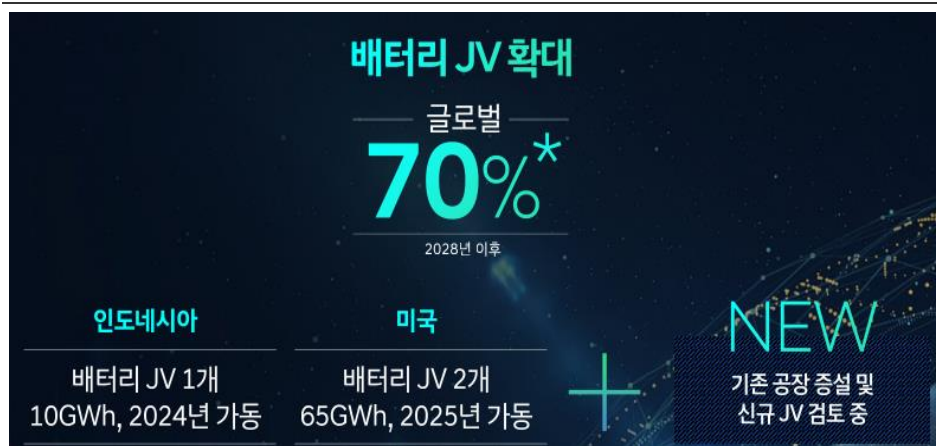 배터리 JV 확대
글로벌
70%*
2028년 이후
인도네시아
배터리 JV 1개
10GWh, 2024년 가동
미국
배터리 JV 2개
65GWh, 2025년 가동
+
NEW
기존 공장 증설 및
신규 JV 검토 중